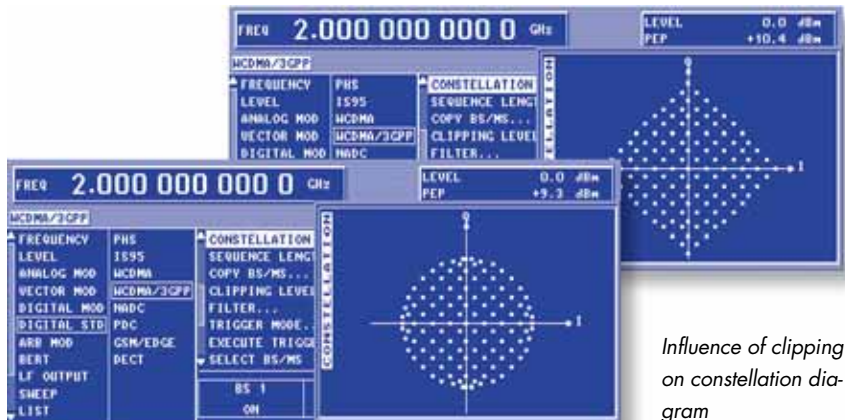 FREQ 2.000 000 000 0 GHz
LEVEL 0.0 dBm
PEP +10.4 dBm
WCDMA/3GPP
FREQUENCY PHS CONSTELLATION
LEVEL IS95 SEQUENCE LENGT
ANALOG MOD WCDMA COPY BS/MS...
VECTOR MOD WCDMA/3GPP CLIPPING LEVEL
DIGITAL MOD NADC FILTER...
Q
I
FREQ 2.000 000 000 0 GHz
LEVEL 0.0 dBm
PEP +9.3 dBm
WCDMA/3GPP
FREQUENCY PHS CONSTELLATION
LEVEL IS95 SEQUENCE LENGT
ANALOG MOD WCDMA COPY BS/MS...
VECTOR MOD WCDMA/3GPP CLIPPING LEVEL
DIGITAL MOD NADC FILTER...
DIGITAL STD PDC TRIGGER MODE..
ARB MOD GSM/EDGE EXECUTE TRIGGE
BERT DECT SELECT BS/MS
LF OUTPUT
SWEEP BS 1
LIST ON
CONSTELLATION
Q
I
Influence of clipping
on constellation dia-
gram